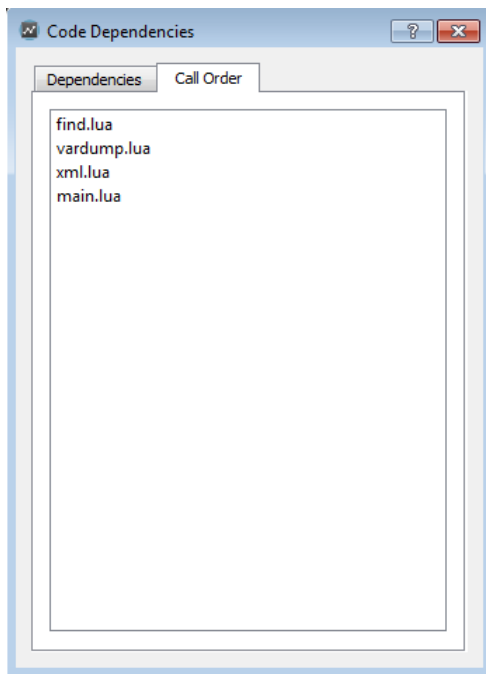 Code Dependencies
?
Dependencies
Call Order
find.lua
vardump.lua
xml.lua
main.lua